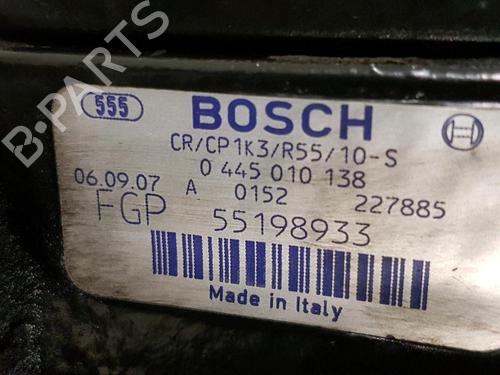 B-PARTS
555 BOSCH
CR/CP1K3/R55/10-S
0 445 010 138
06.09.07 A 0152 227885
FGP 55198933
Made in Italy